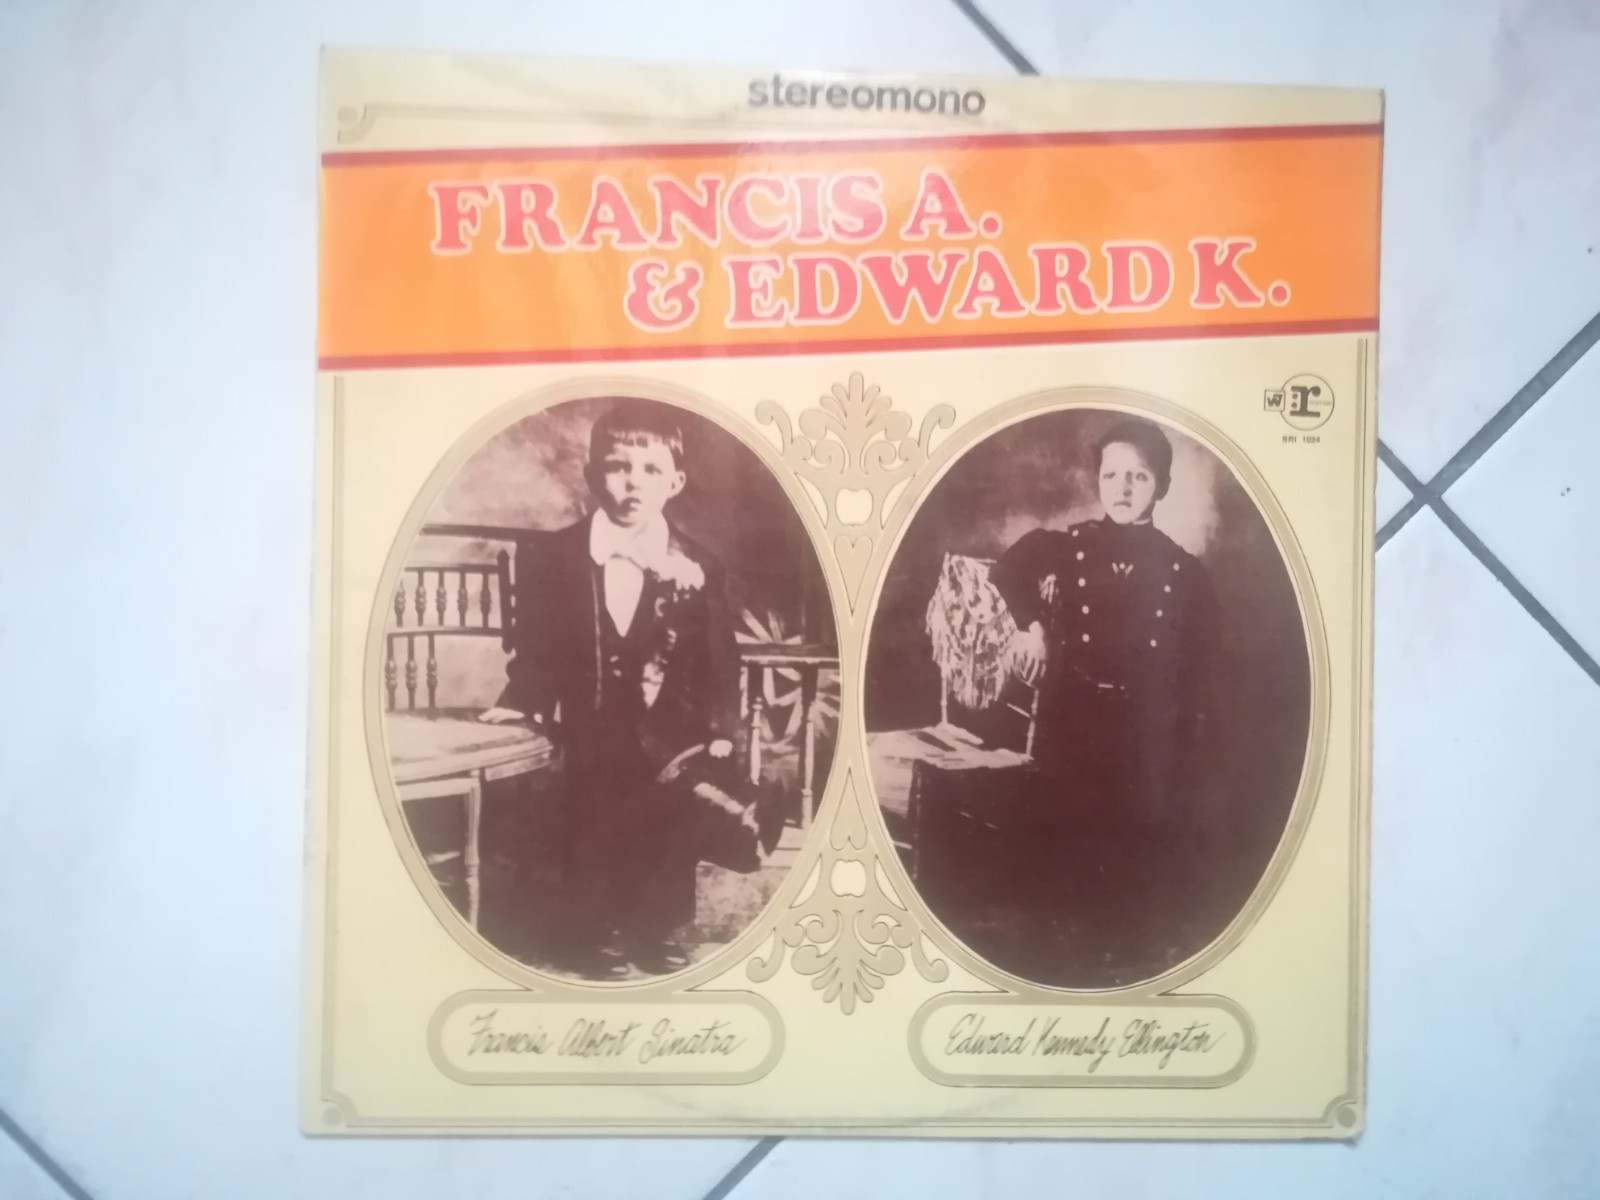 stereomono
FRANCIS A.
& EDWARD K.
W
r
Francis Albert Sinatra
Edward Kennedy Ellington